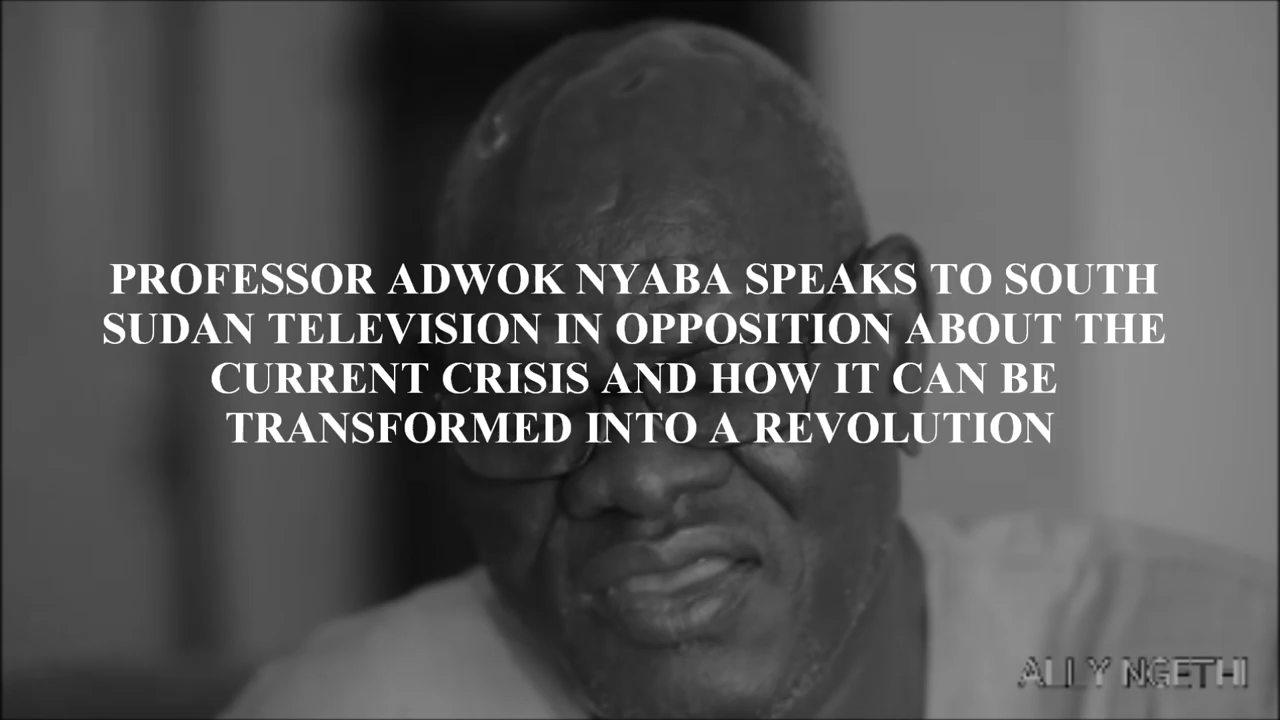 PROFESSOR ADWOK NYABA SPEAKS TO SOUTH
SUDAN TELEVISION IN OPPOSITION ABOUT THE
CURRENT CRISIS AND HOW IT CAN BE
TRANSFORMED INTO A REVOLUTION
ALLY NGETHI